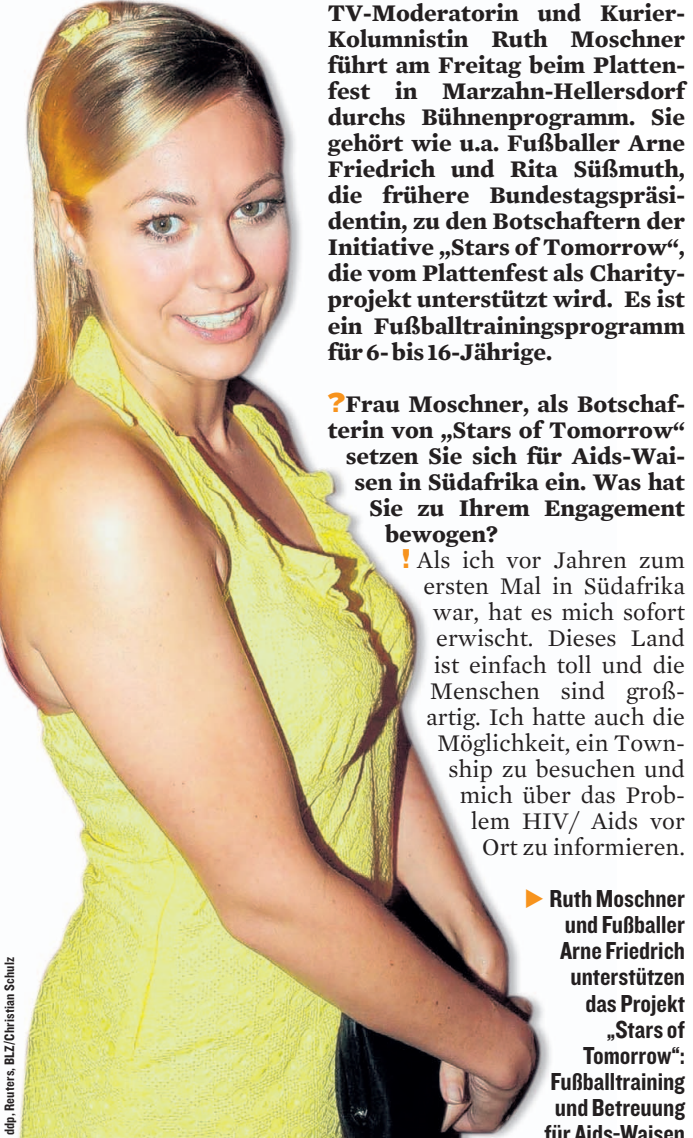 TV-Moderatorin und Kurier-
Kolumnistin Ruth Moschner
führt am Freitag beim Platten-
fest in Marzahn-Hellersdorf
durchs Bühnenprogramm. Sie
gehört wie u.a. Fußballer Arne
Friedrich und Rita Süßmuth,
die frühere Bundestagspräsi-
dentin, zu den Botschaftern der
Initiative „Stars of Tomorrow“,
die vom Plattenfest als Charity-
projekt unterstützt wird. Es ist
ein Fußballtrainingsprogramm
für 6- bis 16-Jährige.
?Frau Moschner, als Botschaf-
terin von „Stars of Tomorrow“
setzen Sie sich für Aids-Wai-
sen in Südafrika ein. Was hat
Sie zu Ihrem Engagement
bewogen?
! Als ich vor Jahren zum
ersten Mal in Südafrika
war, hat es mich sofort
erwischt. Dieses Land
ist einfach toll und die
Menschen sind groß-
artig. Ich hatte auch die
Möglichkeit, ein Town-
ship zu besuchen und
mich über das Prob-
lem HIV/ Aids vor
Ort zu informieren.
▶ Ruth Moschner
und Fußballer
Arne Friedrich
unterstützen
das Projekt
„Stars of
Tomorrow“:
Fußballtraining
und Betreuung
für Aids-Waisen
ddp, Reuters, BLZ/Christian Schulz